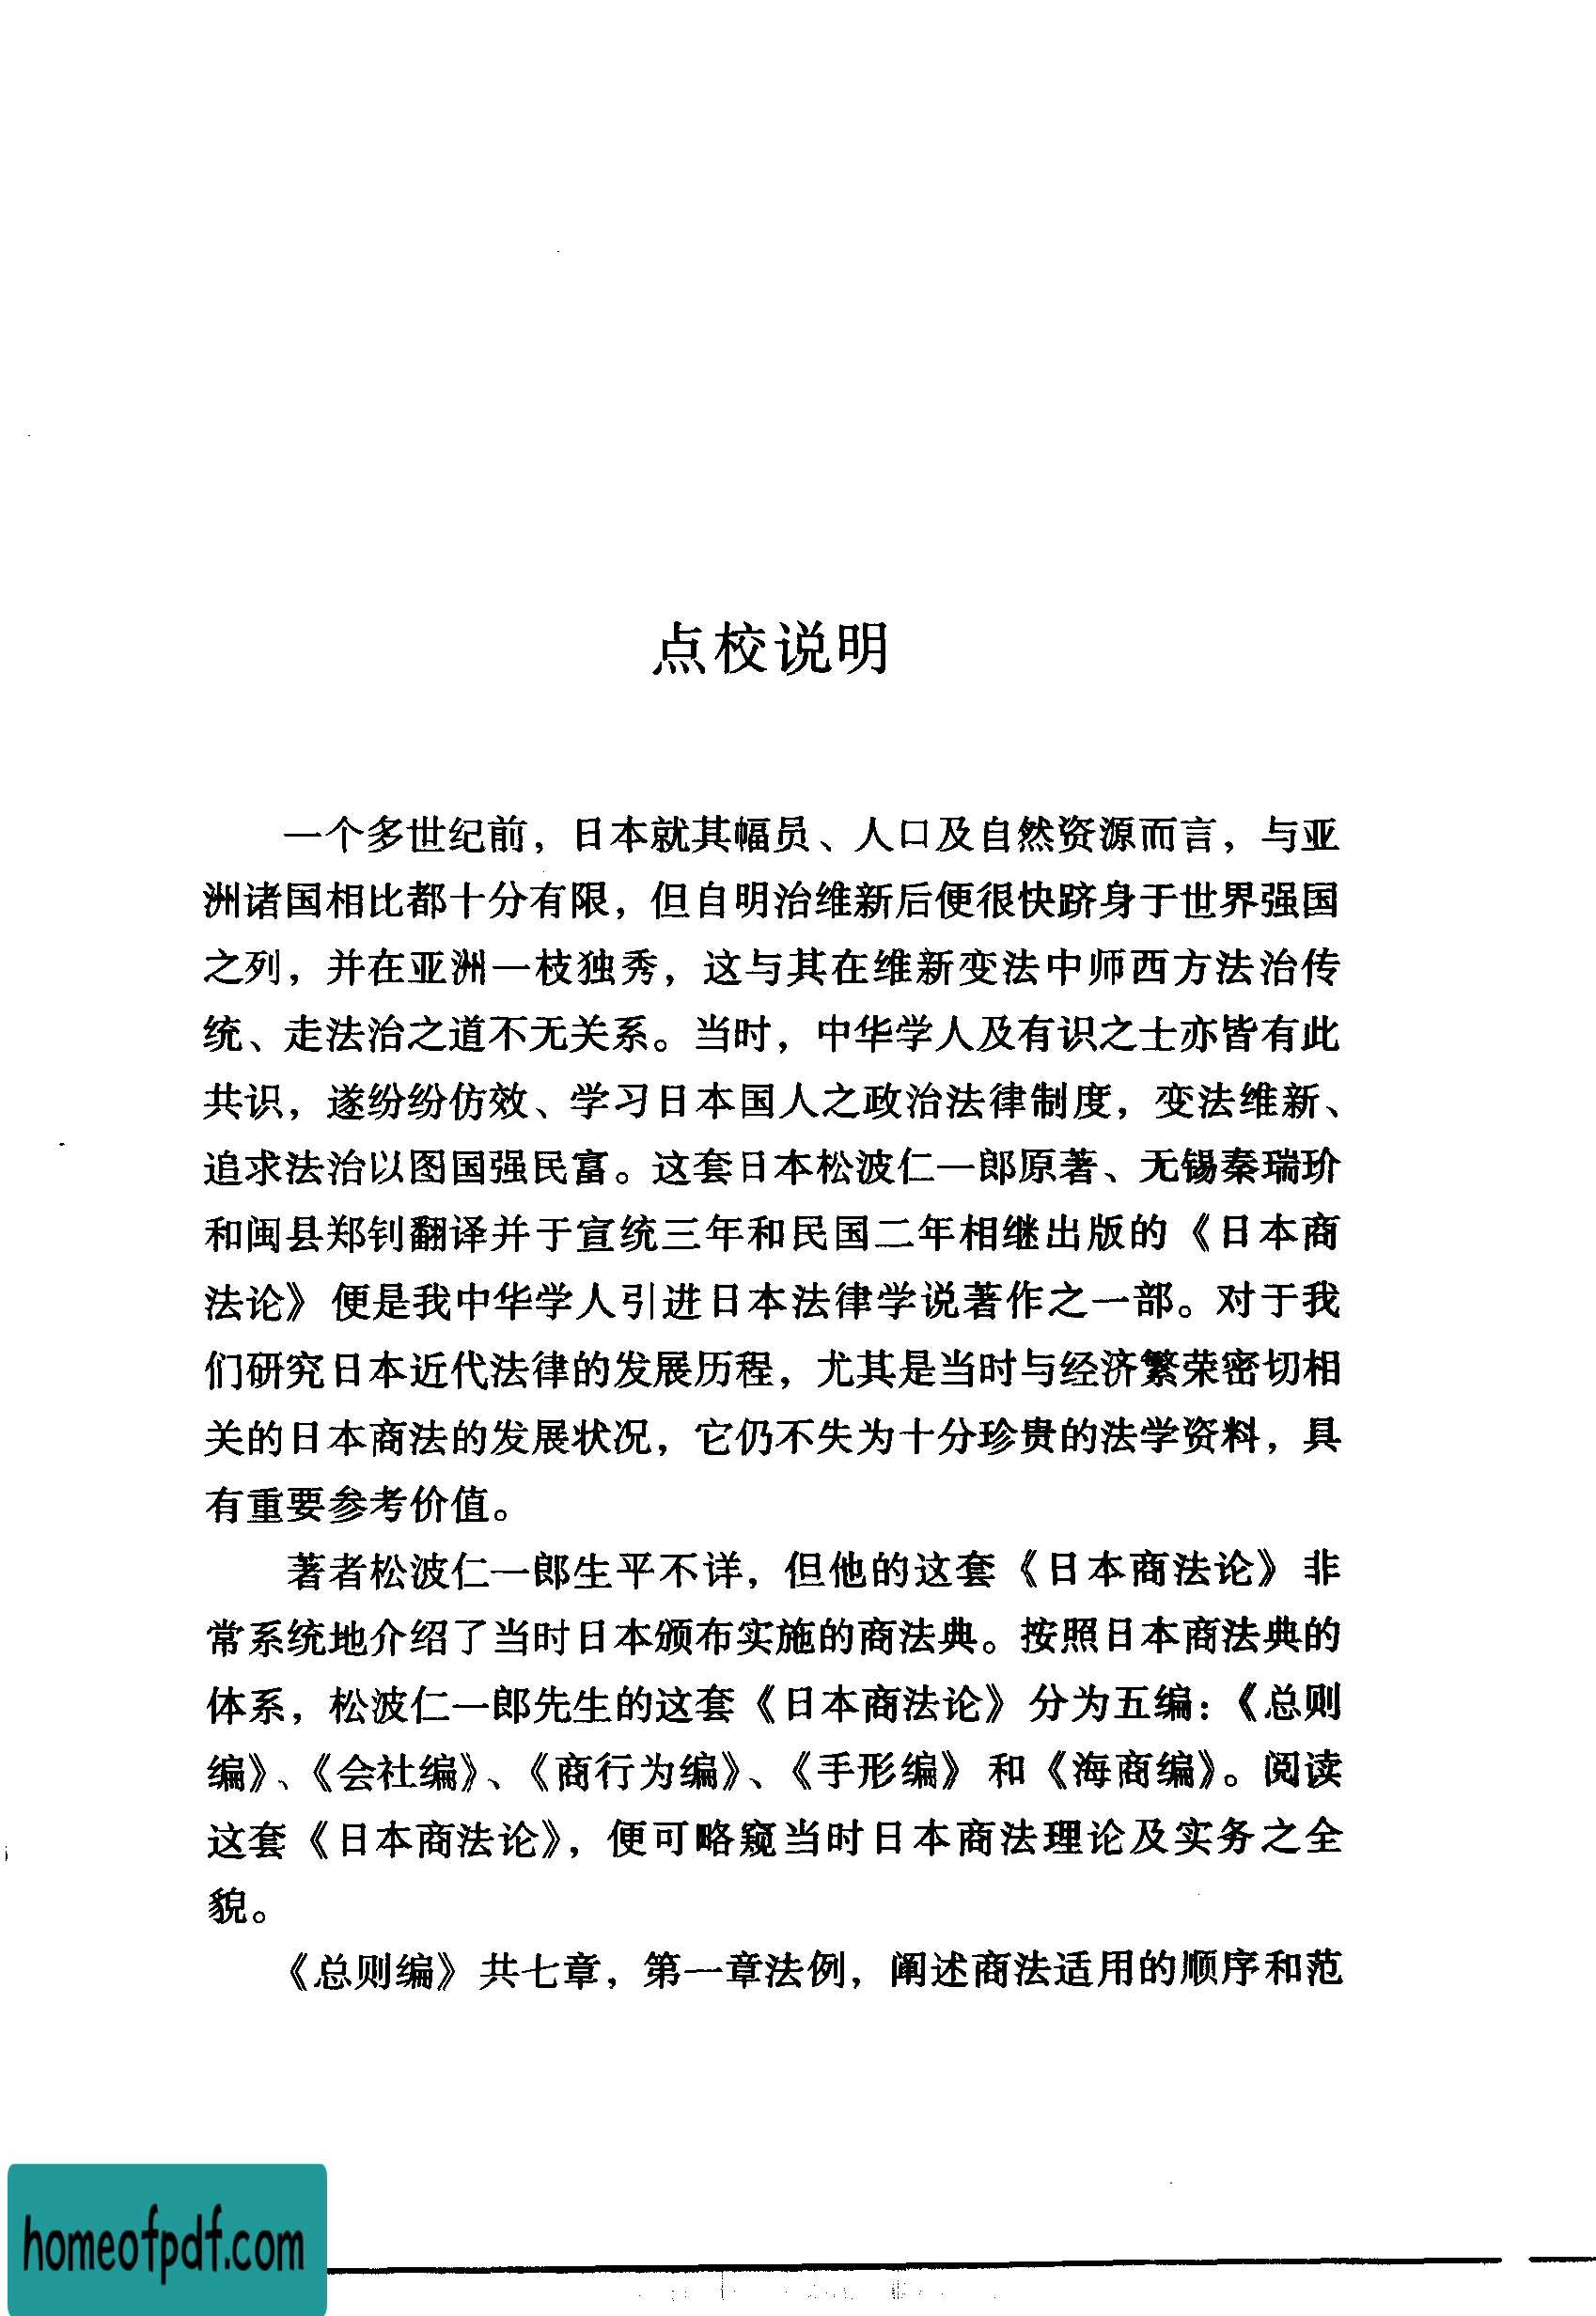 点校说明
一个多世纪前，日本就其幅员、人口及自然资源而言，与亚
洲诸国相比都十分有限，但自明治维新后便很快跻身于世界强国
之列，并在亚洲一枝独秀，这与其在维新变法中师西方法治传
统、走法治之道不无关系。当时，中华学人及有识之士亦皆有此
共识，遂纷纷仿效、学习日本国人之政治法律制度，变法维新、
追求法治以图国强民富。这套日本松波仁一郎原著、无锡秦瑞玠
和闽县郑钊翻译并于宣统三年和民国二年相继出版的《日本商
法论》便是我中华学人引进日本法律学说著作之一部。对于我
们研究日本近代法律的发展历程，尤其是当时与经济繁荣密切相
关的日本商法的发展状况，它仍不失为十分珍贵的法学资料，具
有重要参考价值。
著者松波仁一郎生平不详，但他的这套《日本商法论》非
常系统地介绍了当时日本颁布实施的商法典。按照日本商法典的
体系，松波仁一郎先生的这套《日本商法论》分为五编：《总则
编》、《会社编》、《商行为编》、《手形编》和《海商编》。阅读
这套《日本商法论》，便可略窥当时日本商法理论及实务之全
貌。
《总则编》共七章，第一章法例，阐述商法适用的顺序和范
homeofpdf.com